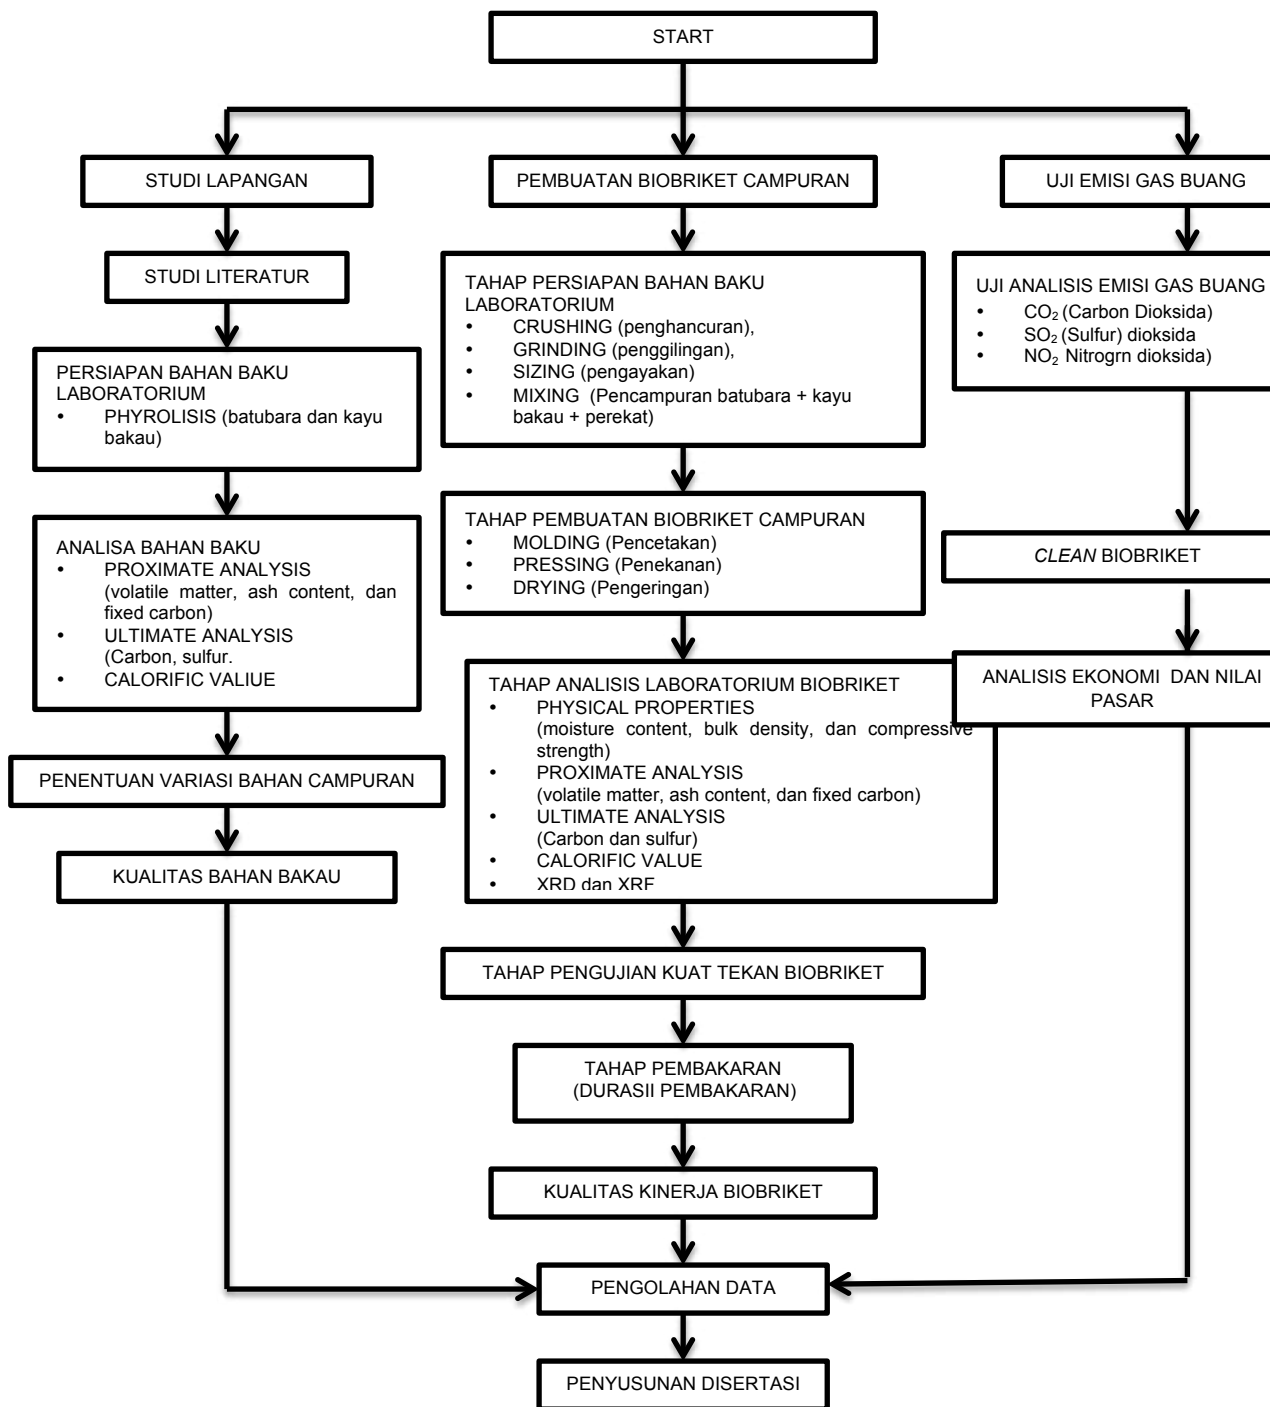 START
STUDI LAPANGAN
STUDI LITERATUR
PERSIAPAN BAHAN BAKU
LABORATORIUM
• PHYROLISIS (batubara dan kayu
bakau)
ANALISA BAHAN BAKU
• PROXIMATE ANALYSIS
(volatile matter, ash content, dan
fixed carbon)
• ULTIMATE ANALYSIS
(Carbon, sulfur.
• CALORIFIC VALIUE
PENENTUAN VARIASI BAHAN CAMPURAN
KUALITAS BAHAN BAKAU
PEMBUATAN BIOBRIKET CAMPURAN
TAHAP PERSIAPAN BAHAN BAKU
LABORATORIUM
• CRUSHING (penghancuran),
• GRINDING (penggilingan),
• SIZING (pengayakan)
• MIXING (Pencampuran batubara + kayu
bakau + perekat)
TAHAP PEMBUATAN BIOBRIKET CAMPURAN
• MOLDING (Pencetakan)
• PRESSING (Penekanan)
• DRYING (Pengeringan)
TAHAP ANALISIS LABORATORIUM BIOBRIKET
• PHYSICAL PROPERTIES
(moisture content, bulk density, dan compressive
strength)
• PROXIMATE ANALYSIS
(volatile matter, ash content, dan fixed carbon)
• ULTIMATE ANALYSIS
(Carbon dan sulfur)
• CALORIFIC VALUE
• XRD dan XRF
TAHAP PENGUJIAN KUAT TEKAN BIOBRIKET
TAHAP PEMBAKARAN
(DURASII PEMBAKARAN)
KUALITAS KINERJA BIOBRIKET
UJI EMISI GAS BUANG
UJI ANALISIS EMISI GAS BUANG
• CO₂ (Carbon Dioksida)
• SO₂ (Sulfur) dioksida
• NO₂ Nitrogrn dioksida)
CLEAN BIOBRIKET
ANALISIS EKONOMI DAN NILAI
PASAR
PENGOLAHAN DATA
PENYUSUNAN DISERTASI